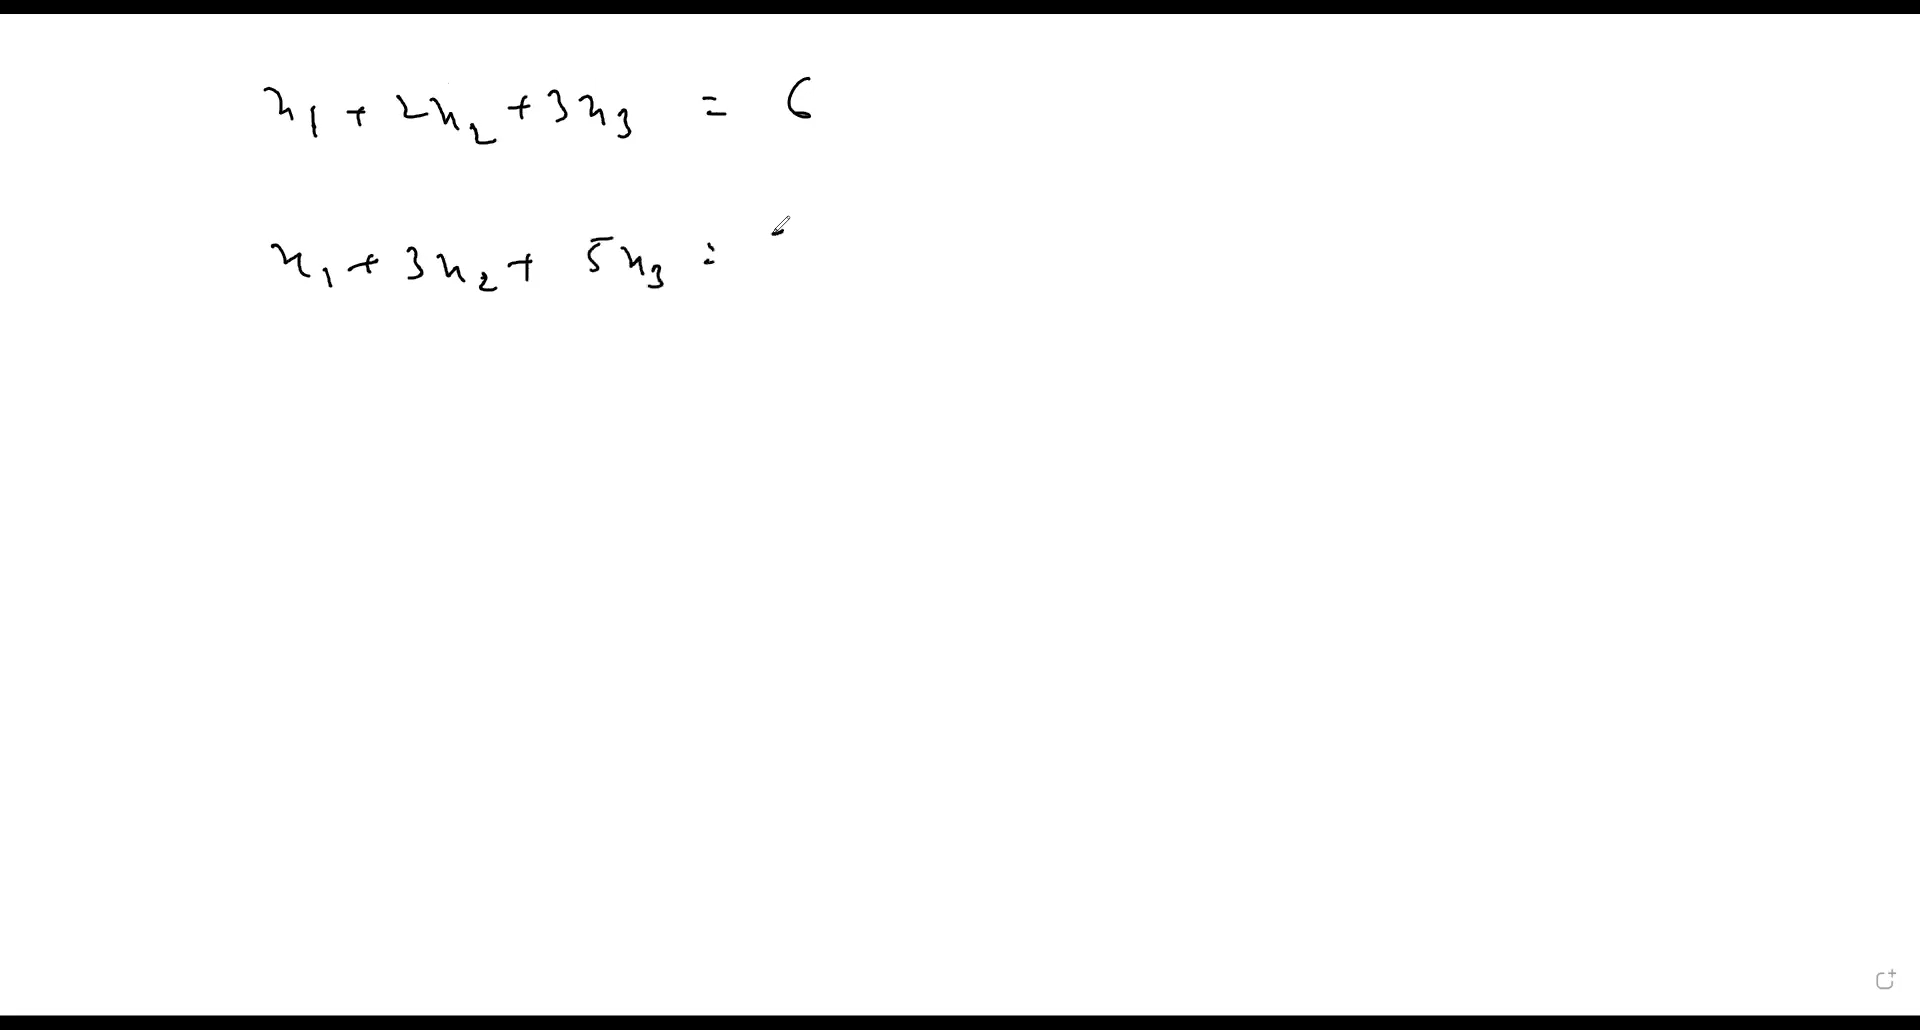 x₁ + 2x₂ + 3x₃ = 6
x₁ + 3x₂ + 5x₃ =